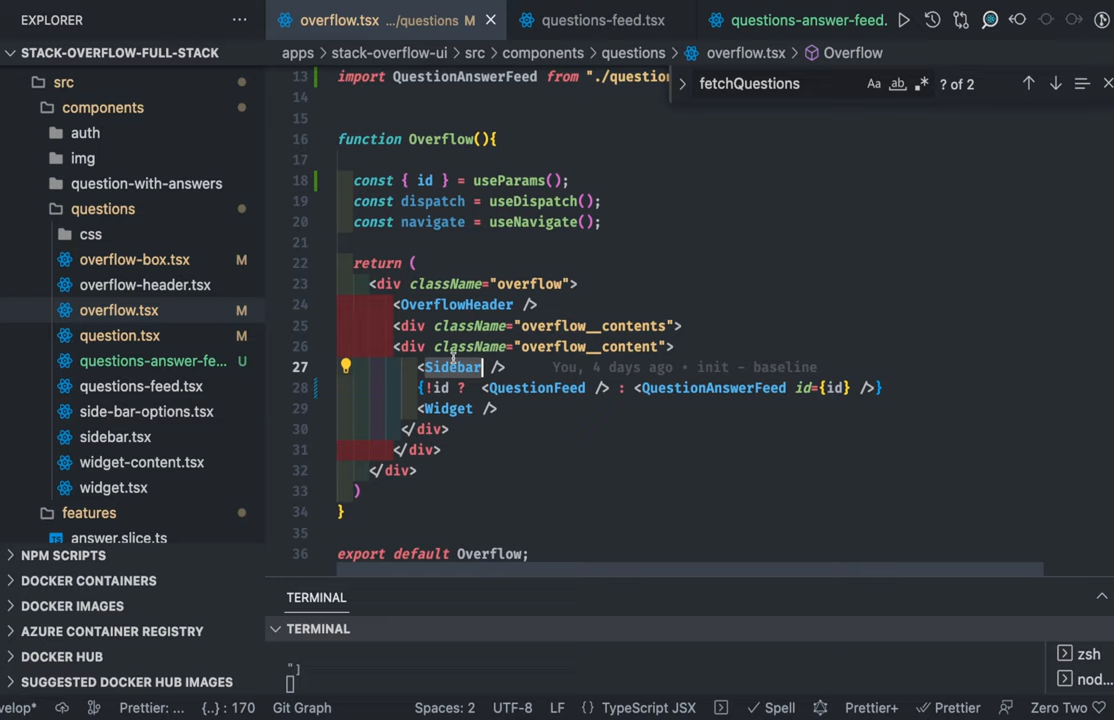 EXPLORER
STACK-OVERFLOW-FULL-STACK
src
components
auth
img
question-with-answers
questions
css
overflow-box.tsx M
overflow-header.tsx
overflow.tsx M
question.tsx M
questions-answer-fe... U
questions-feed.tsx
side-bar-options.tsx
sidebar.tsx
widget-content.tsx
widget.tsx
features
answer.slice.ts
NPM SCRIPTS
DOCKER CONTAINERS
DOCKER IMAGES
AZURE CONTAINER REGISTRY
DOCKER HUB
SUGGESTED DOCKER HUB IMAGES
overflow.tsx .../questions M
questions-feed.tsx
questions-answer-feed.
apps > stack-overflow-ui > src > components > questions > overflow.tsx > Overflow
fetchQuestions Aa ab ? of 2
13 import QuestionAnswerFeed from "./question
14
15
16 function Overflow(){
17
18 const { id } = useParams();
19 const dispatch = useDispatch();
20 const navigate = useNavigate();
21
22 return (
23 <div className="overflow">
24 <OverflowHeader />
25 <div className="overflow__contents">
26 <div className="overflow__content">
27 <Sidebar /> You, 4 days ago • init - baseline
28 {!id ? <QuestionFeed /> : <QuestionAnswerFeed id={id} />}
29 <Widget />
30 </div>
31 </div>
32 </div>
33 )
34 }
35
36 export default Overflow;
TERMINAL
TERMINAL
"]
zsh
nod...
velop* Prettier: ... {..} : 170 Git Graph Spaces: 2 UTF-8 LF {} TypeScript JSX Spell Prettier+ Prettier Zero Two